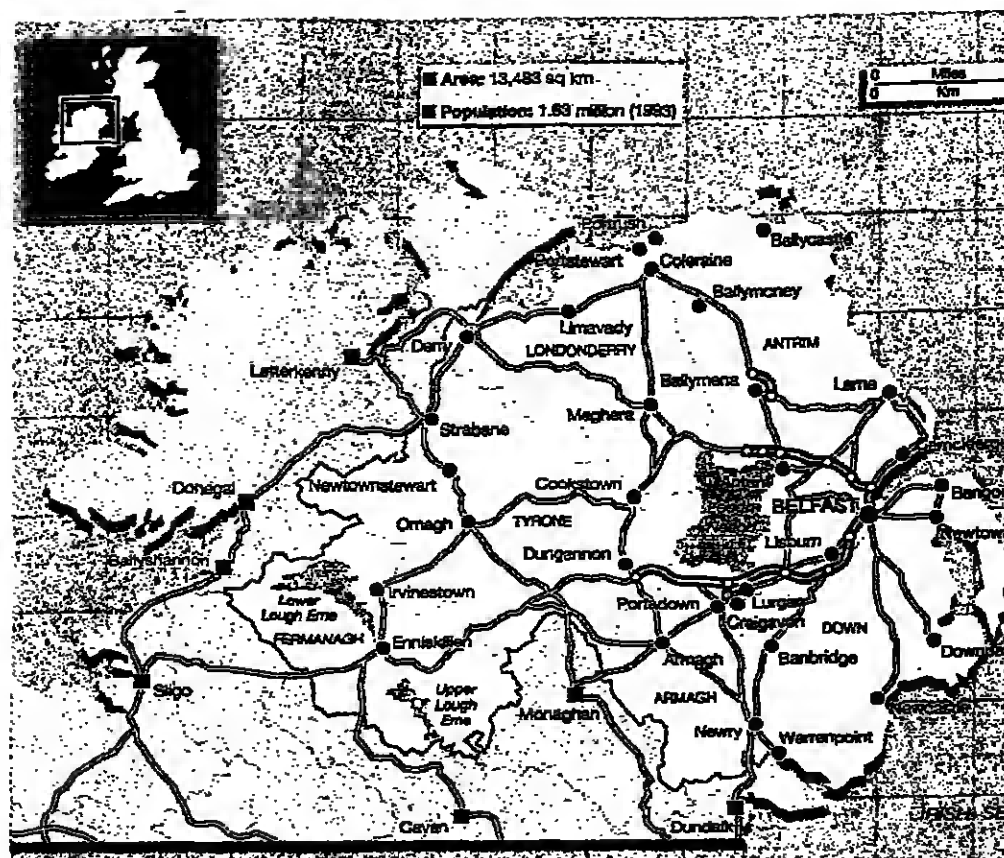 Area: 13,483 sq km
Population: 1.63 million (1993)
0 Miles
0 Km
Portrush
Ballycastle
Portstewart
Coleraine
Ballymoney
Limavady
Derry
LONDONDERRY
ANTRIM
Letterkenny
Ballymena
Larne
Maghera
Strabane
Donegal
Newtownstewart
Cookstown
BELFAST
Omagh
TYRONE
Lisburn
Dungannon
Ballyshannon
Irvinestown
Lower
Lough Erne
FERMANAGH
Portadown
Lurgan
Craigavon
DOWN
Enniskillen
Armagh
Banbridge
Sligo
Upper
Lough
Erne
Monaghan
ARMAGH
Newcastle
Newry
Warrenpoint
Cavan
Dundalk